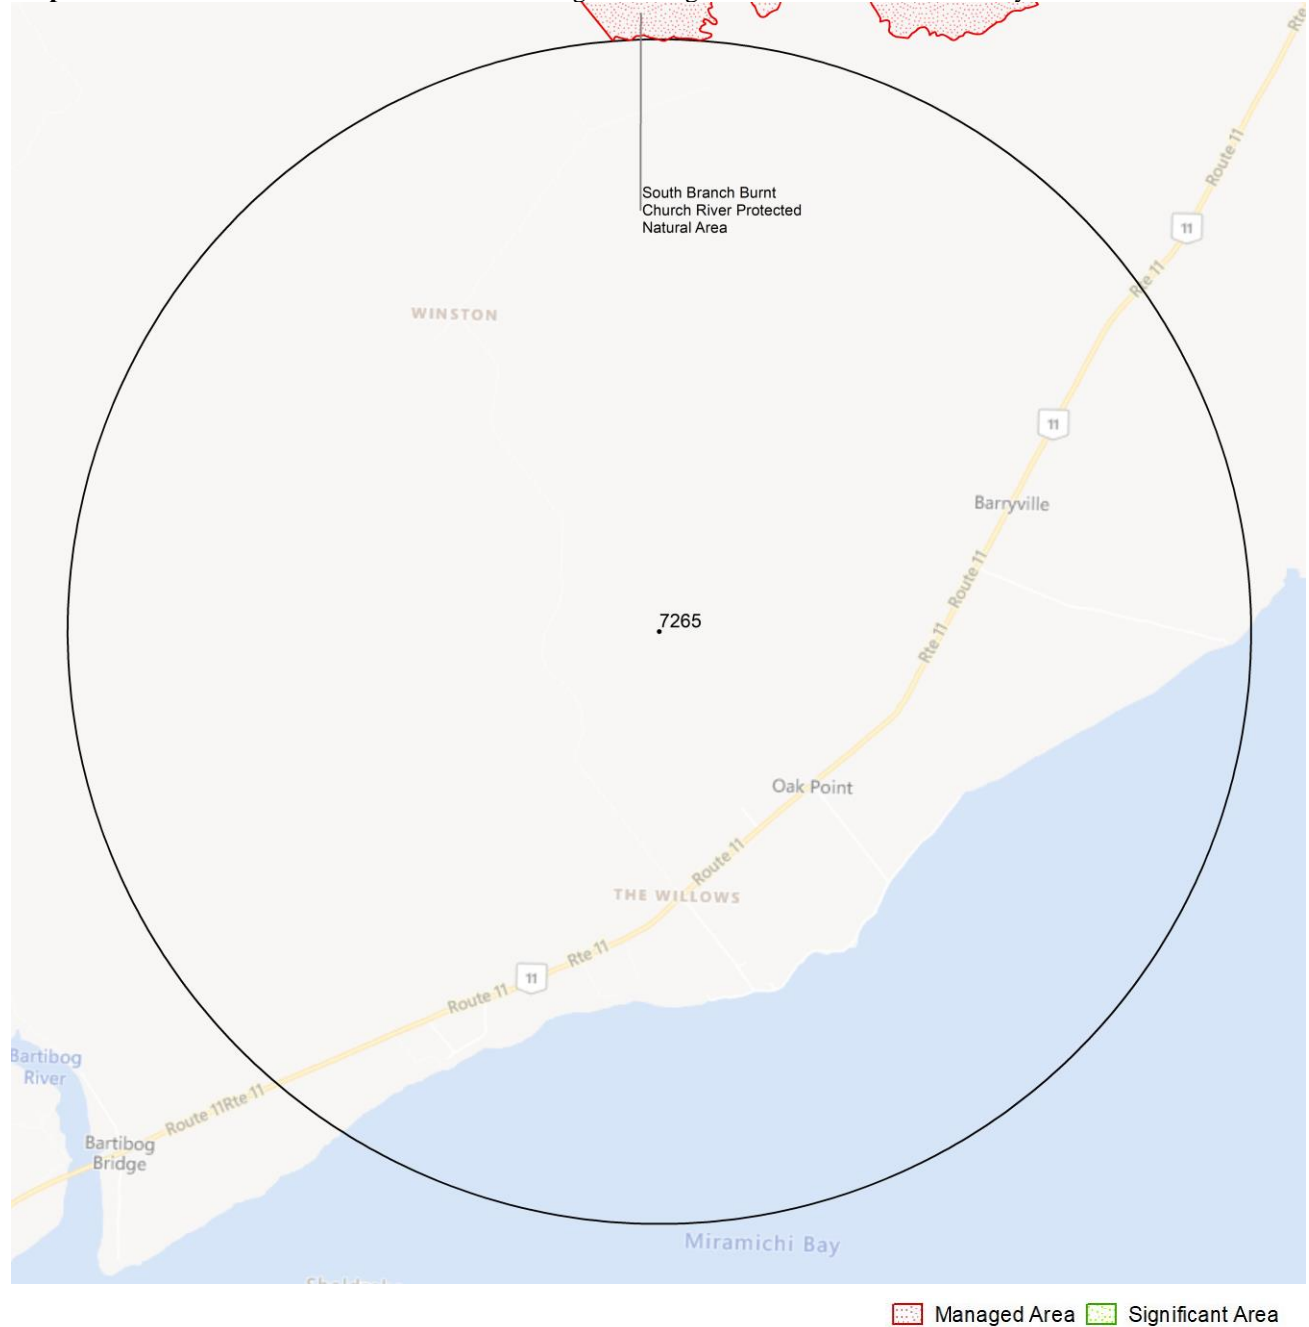 Rte
Route 11
South Branch Burnt
Church River Protected
Natural Area
11
Rte 11
WINSTON
11
Barryville
Route 11
7265
Rte 11
Oak Point
Route 11
THE WILLOWS
Rte 11
11
Route 11
Bartibog
River
Route 11Rte 11
Bartibog
Bridge
Miramichi Bay
Managed Area
Significant Area